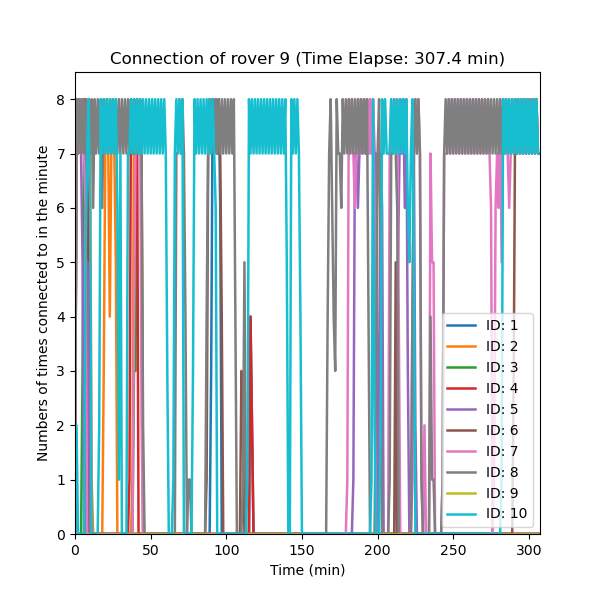 Connection of rover 9 (Time Elapse: 307.4 min)
Numbers of times connected to in the minute
8
7
6
5
4
3
2
1
0
0 50 100 150 200 250 300
Time (min)
ID: 1
ID: 2
ID: 3
ID: 4
ID: 5
ID: 6
ID: 7
ID: 8
ID: 9
ID: 10